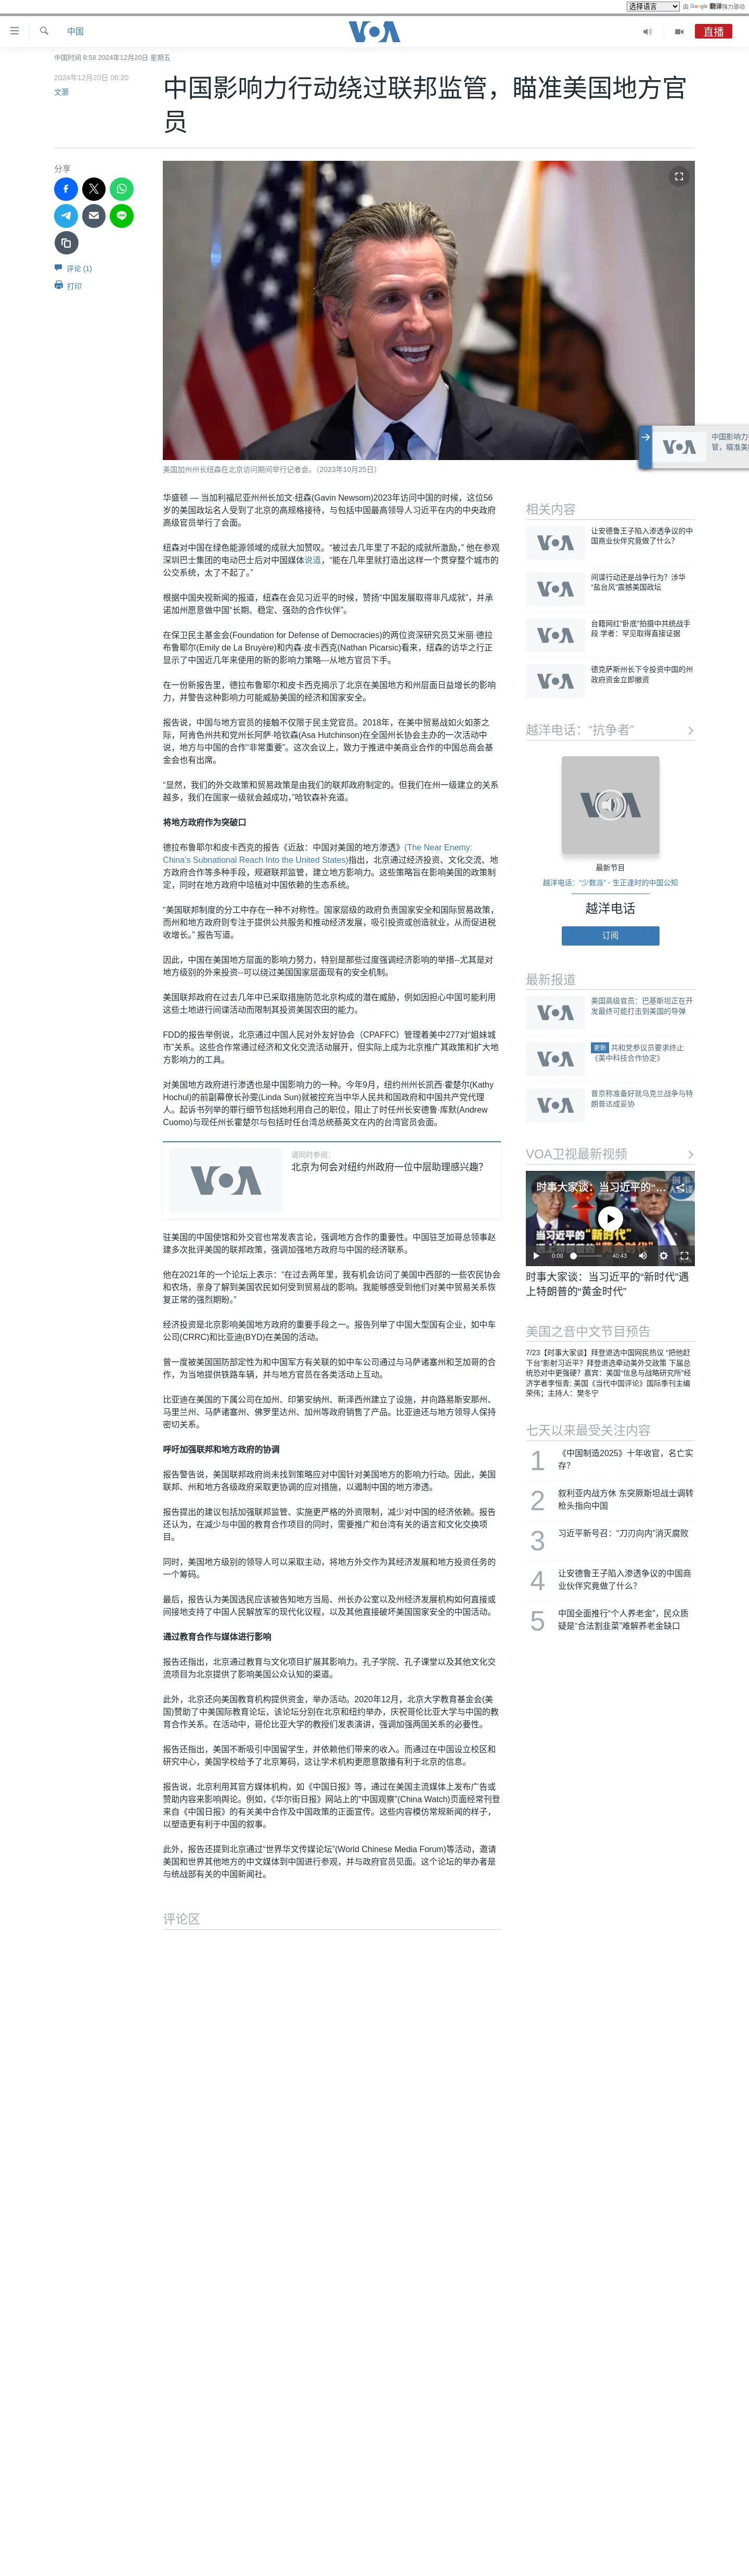 选择语言
由 Google 翻译强力驱动
中国
VOA
直播
中国时间 8:58 2024年12月20日 星期五
2024年12月20日 06:20
文灏
中国影响力行动绕过联邦监管，瞄准美国地方官
员
分享
评论 (1)
打印
美国加州州长纽森在北京访问期间举行记者会。(2023年10月25日）
中国影响力
管，瞄准美
华盛顿 — 当加利福尼亚州州长加文·纽森(Gavin Newsom)2023年访问中国的时候，这位56
岁的美国政坛名人受到了北京的高规格接待，与包括中国最高领导人习近平在内的中央政府
高级官员举行了会面。
纽森对中国在绿色能源领域的成就大加赞叹。“被过去几年里了不起的成就所激励，” 他在参观
深圳巴士集团的电动巴士后对中国媒体说道，“能在几年里就打造出这样一个贯穿整个城市的
公交系统，太了不起了。”
根据中国央视新闻的报道，纽森在会见习近平的时候，赞扬“中国发展取得非凡成就”，并承
诺加州愿意做中国“长期、稳定、强劲的合作伙伴”。
在保卫民主基金会(Foundation for Defense of Democracies)的两位资深研究员艾米丽·德拉
布鲁耶尔(Emily de La Bruyère)和内森·皮卡西克(Nathan Picarsic)看来，纽森的访华之行正
显示了中国近几年来使用的新的影响力策略---从地方官员下手。
在一份新报告里，德拉布鲁耶尔和皮卡西克揭示了北京在美国地方和州层面日益增长的影响
力，并警告这种影响力可能威胁美国的经济和国家安全。
报告说，中国与地方官员的接触不仅限于民主党官员。2018年，在美中贸易战如火如荼之
际，阿肯色州共和党州长阿萨·哈钦森(Asa Hutchinson)在全国州长协会主办的一次活动中
说，地方与中国的合作“非常重要”。这次会议上，致力于推进中美商业合作的中国总商会基
金会也有出席。
“显然，我们的外交政策和贸易政策是由我们的联邦政府制定的。但我们在州一级建立的关系
越多，我们在国家一级就会越成功，”哈钦森补充道。
将地方政府作为突破口
德拉布鲁耶尔和皮卡西克的报告《近敌：中国对美国的地方渗透》(The Near Enemy:
China’s Subnational Reach Into the United States)指出，北京通过经济投资、文化交流、地
方政府合作等多种手段，规避联邦监管，建立地方影响力。这些策略旨在影响美国的政策制
定，同时在地方政府中培植对中国依赖的生态系统。
“美国联邦制度的分工中存在一种不对称性。国家层级的政府负责国家安全和国际贸易政策，
而州和地方政府则专注于提供公共服务和推动经济发展，吸引投资或创造就业，从而促进税
收增长。” 报告写道。
因此，中国在美国地方层面的影响力努力，特别是那些过度强调经济影响的举措--尤其是对
地方级别的外来投资--可以绕过美国国家层面现有的安全机制。
美国联邦政府在过去几年中已采取措施防范北京构成的潜在威胁，例如因担心中国可能利用
这些土地进行间谍活动而限制其投资美国农田的能力。
FDD的报告举例说，北京通过中国人民对外友好协会（CPAFFC）管理着美中277对“姐妹城
市”关系。这些合作常通过经济和文化交流活动展开，但实际上成为北京推广其政策和扩大地
方影响力的工具。
对美国地方政府进行渗透也是中国影响力的一种。今年9月，纽约州州长凯西·霍楚尔(Kathy
Hochul)的前副幕僚长孙雯(Linda Sun)就被控充当中华人民共和国政府和中国共产党代理
人。起诉书列举的罪行细节包括她利用自己的职位，阻止了时任州长安德鲁·库默(Andrew
Cuomo)与现任州长霍楚尔与包括时任台湾总统蔡英文在内的台湾官员会面。
请同时参阅：
北京为何会对纽约州政府一位中层助理感兴趣？
VOA
驻美国的中国使馆和外交官也常发表言论，强调地方合作的重要性。中国驻芝加哥总领事赵
建多次批评美国的联邦政策，强调加强地方政府与中国的经济联系。
他在2021年的一个论坛上表示：“在过去两年里，我有机会访问了美国中西部的一些农民协会
和农场，亲身了解到美国农民如何受到贸易战的影响。我能够感受到他们对美中贸易关系恢
复正常的强烈期盼。”
经济投资是北京影响美国地方政府的重要手段之一。报告列举了中国大型国有企业，如中车
公司(CRRC)和比亚迪(BYD)在美国的活动。
曾一度被美国国防部定性为和中国军方有关联的如中车公司通过与马萨诸塞州和芝加哥的合
作，为当地提供铁路车辆，并与地方官员在各类活动上互动。
比亚迪在美国的下属公司在加州、印第安纳州、新泽西州建立了设施，并向路易斯安那州、
马里兰州、马萨诸塞州、佛罗里达州、加州等政府销售了产品。比亚迪还与地方领导人保持
密切关系。
呼吁加强联邦和地方政府的协调
报告警告说，美国联邦政府尚未找到策略应对中国针对美国地方的影响力行动。因此，美国
联邦、州和地方各级政府采取更协调的应对措施，以遏制中国的地方渗透。
报告提出的建议包括加强联邦监管、实施更严格的外资限制，减少对中国的经济依赖。报告
还认为，在减少与中国的教育合作项目的同时，需要推广和台湾有关的语言和文化交换项
目。
同时，美国地方级别的领导人可以采取主动，将地方外交作为其经济发展和地方投资任务的
一个筹码。
最后，报告认为美国选民应该被告知地方当局、州长办公室以及州经济发展机构如何直接或
间接地支持了中国人民解放军的现代化议程，以及其他直接破坏美国国家安全的中国活动。
通过教育合作与媒体进行影响
报告还指出，北京通过教育与文化项目扩展其影响力。孔子学院、孔子课堂以及其他文化交
流项目为北京提供了影响美国公众认知的渠道。
此外，北京还向美国教育机构提供资金，举办活动。2020年12月，北京大学教育基金会(美
国)赞助了中美国际教育论坛，该论坛分别在北京和纽约举办，庆祝哥伦比亚大学与中国的教
育合作关系。在活动中，哥伦比亚大学的教授们发表演讲，强调加强两国关系的必要性。
报告还指出，美国不断吸引中国留学生，并依赖他们带来的收入。而通过在中国设立校区和
研究中心，美国学校给予了北京筹码，这让学术机构更愿意散播有利于北京的信息。
报告说，北京利用其官方媒体机构，如《中国日报》等，通过在美国主流媒体上发布广告或
赞助内容来影响舆论。例如，《华尔街日报》网站上的“中国观察”(China Watch)页面经常刊登
来自《中国日报》的有关美中合作及中国政策的正面宣传。这些内容模仿常规新闻的样子，
以塑造更有利于中国的叙事。
此外，报告还提到北京通过“世界华文传媒论坛”(World Chinese Media Forum)等活动，邀请
美国和世界其他地方的中文媒体到中国进行参观，并与政府官员见面。这个论坛的举办者是
与统战部有关的中国新闻社。
评论区
相关内容
让安德鲁王子陷入渗透争议的中
国商业伙伴究竟做了什么？
间谍行动还是战争行为？涉华
“盐台风”震撼美国政坛
台籍网红“卧底”拍摄中共统战手
段 学者：罕见取得直接证据
德克萨斯州长下令投资中国的州
政府资金立即撤资
越洋电话：“抗争者”
最新节目
越洋电话：“少数派” - 生正逢时的中国公知
越洋电话
订阅
最新报道
美国高级官员：巴基斯坦正在开
发最终可能打击到美国的导弹
更新 共和党参议员要求终止
《美中科技合作协定》
普京称准备好就乌克兰战争与特
朗普达成妥协
VOA卫视最新视频
时事大家谈：当习近平的“...
当习近平的“新时代”
遇上特朗普的“黄金时代”
0:00
40:43
时事大家谈：当习近平的“新时代”遇
上特朗普的“黄金时代”
美国之音中文节目预告
7/23【时事大家谈】拜登退选中国网民热议 “把他赶
下台”影射习近平？拜登退选牵动美外交政策 下届总
统恐对中更强硬？嘉宾：美国“信息与战略研究所”经
济学者李恒青; 美国《当代中国评论》国际季刊主编
荣伟；主持人：樊冬宁
七天以来最受关注内容
1
《中国制造2025》十年收官，名亡实
存？
2
叙利亚内战方休 东突厥斯坦战士调转
枪头指向中国
3
习近平新号召：“刀刃向内”消灭腐败
4
让安德鲁王子陷入渗透争议的中国商
业伙伴究竟做了什么？
5
中国全面推行“个人养老金”，民众质
疑是“合法割韭菜”难解养老金缺口